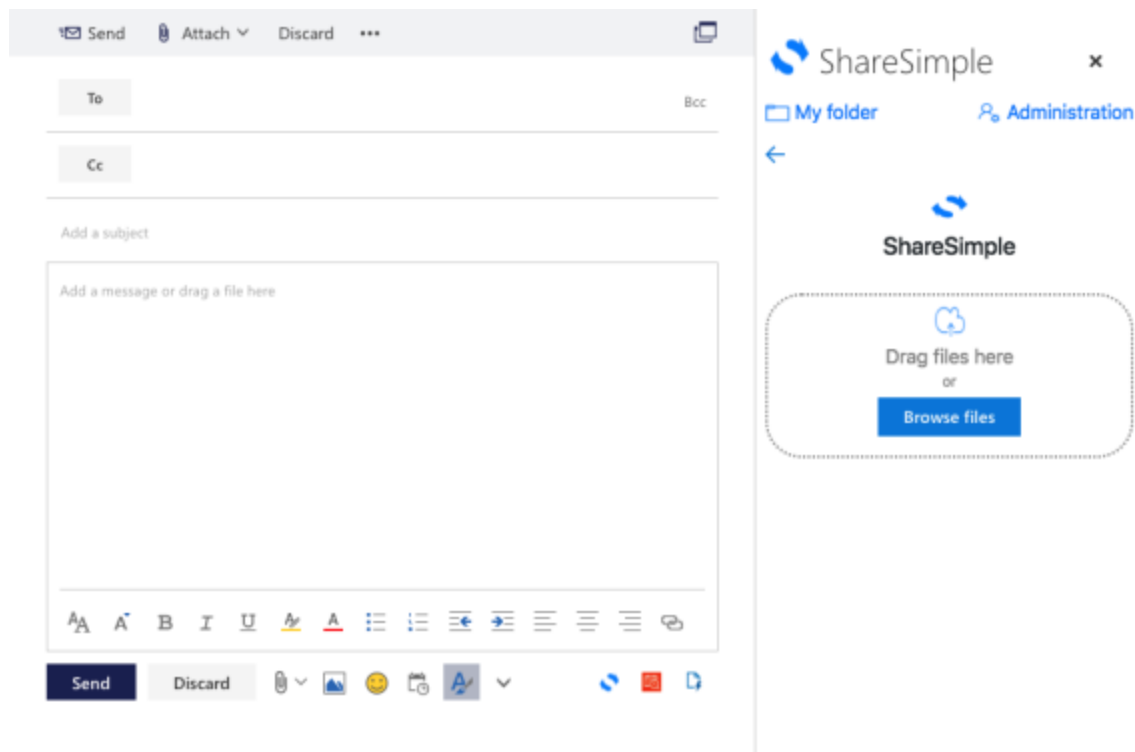 Send Attach Discard •••
To
Bcc
Cc
Add a subject
Add a message or drag a file here
AA A B I U A A
Send Discard
ShareSimple ×
My folder Administration
ShareSimple
Drag files here
or
Browse files